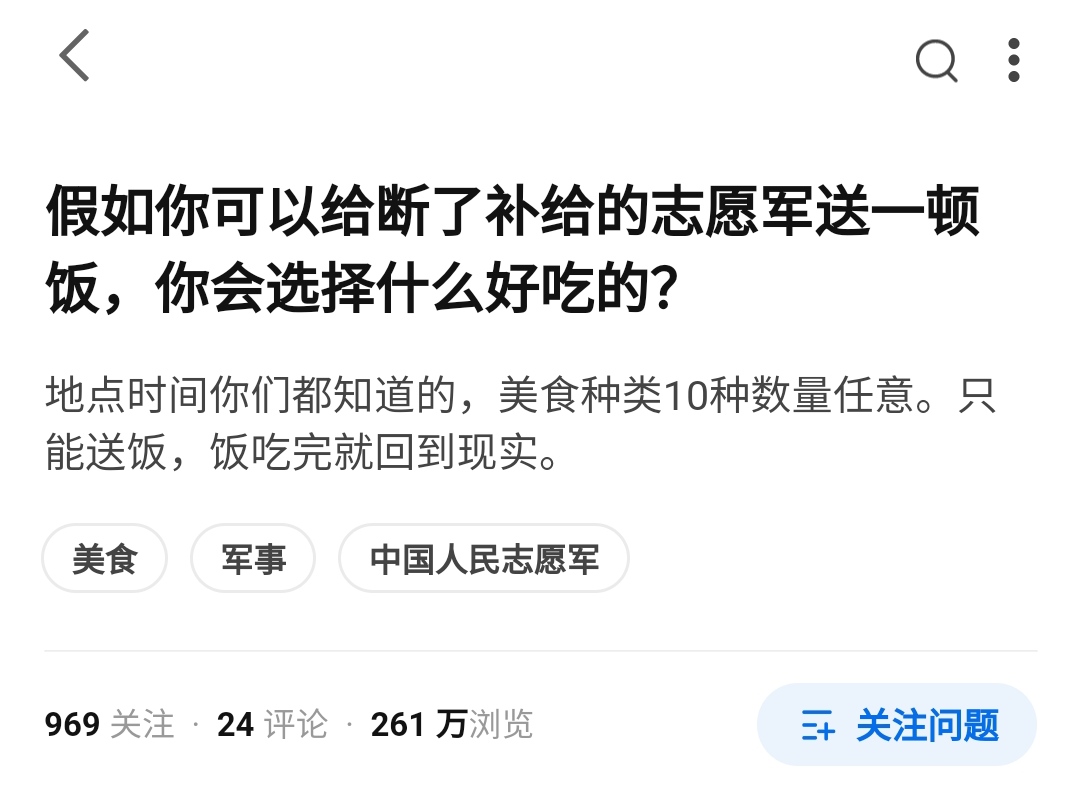 假如你可以给断了补给的志愿军送一顿
饭，你会选择什么好吃的？
地点时间你们都知道的，美食种类10种数量任意。只
能送饭，饭吃完就回到现实。
美食 军事 中国人民志愿军
969 关注 · 24 评论 · 261 万浏览 关注问题